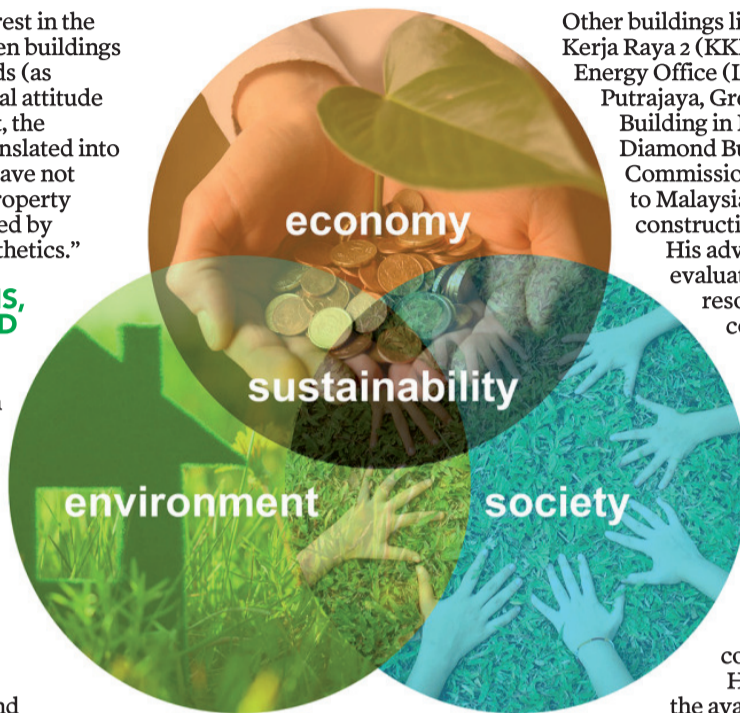 rest in the
en buildings
ds (as
al attitude
, the
nslated into
ave not
roperty
ed by
thetics.”
S,
D
nd
economy
sustainability
environment
society
Other buildings li
Kerja Raya 2 (KK
Energy Office (
Putrajaya, Gre
Building in
Diamond Bu
Commissio
to Malaysia
constructi
His adv
evaluat
reso
co
co
H
the ava